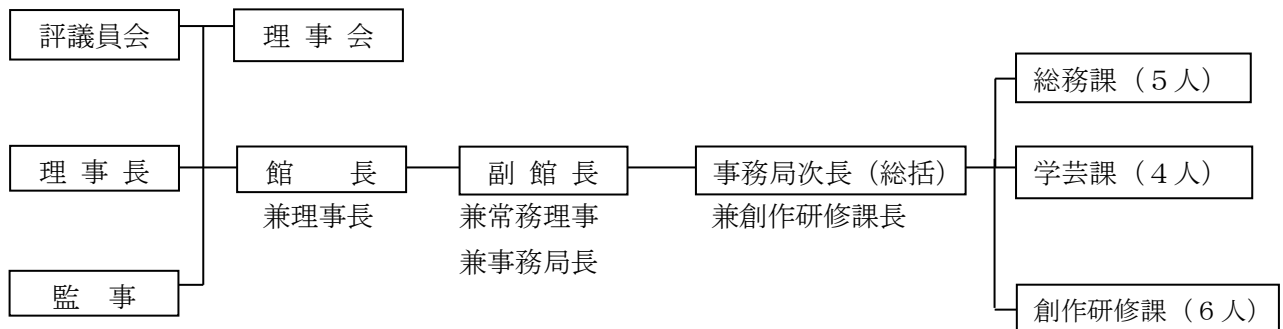 評議員会
理 事 会
総務課（５人）
理 事 長
館 長
副 館 長
事務局次長（総括）
学芸課（４人）
兼理事長
兼常務理事
兼創作研修課長
兼事務局長
監 事
創作研修課（６人）